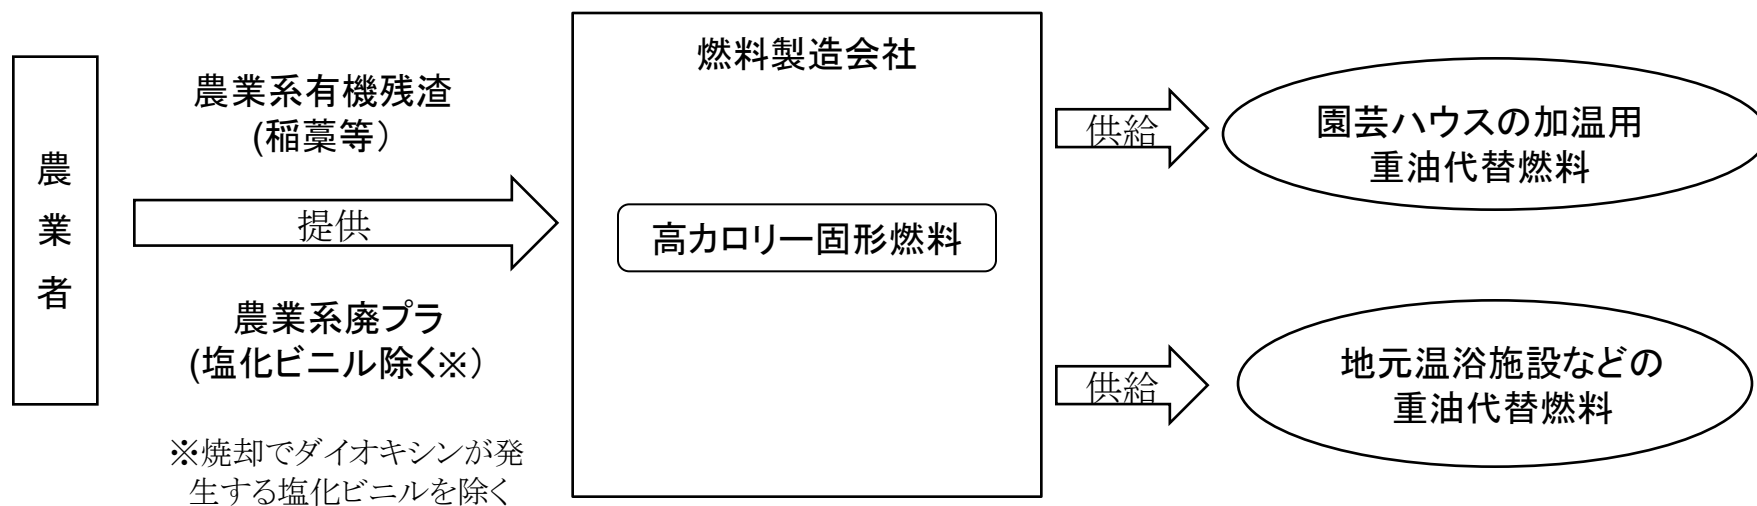 農業者
農業系有機残渣
(稲藁等）
提供
農業系廃プラ
(塩化ビニル除く※）
※焼却でダイオキシンが発
生する塩化ビニルを除く
燃料製造会社
高カロリー固形燃料
供給
園芸ハウスの加温用
重油代替燃料
供給
地元温浴施設などの
重油代替燃料